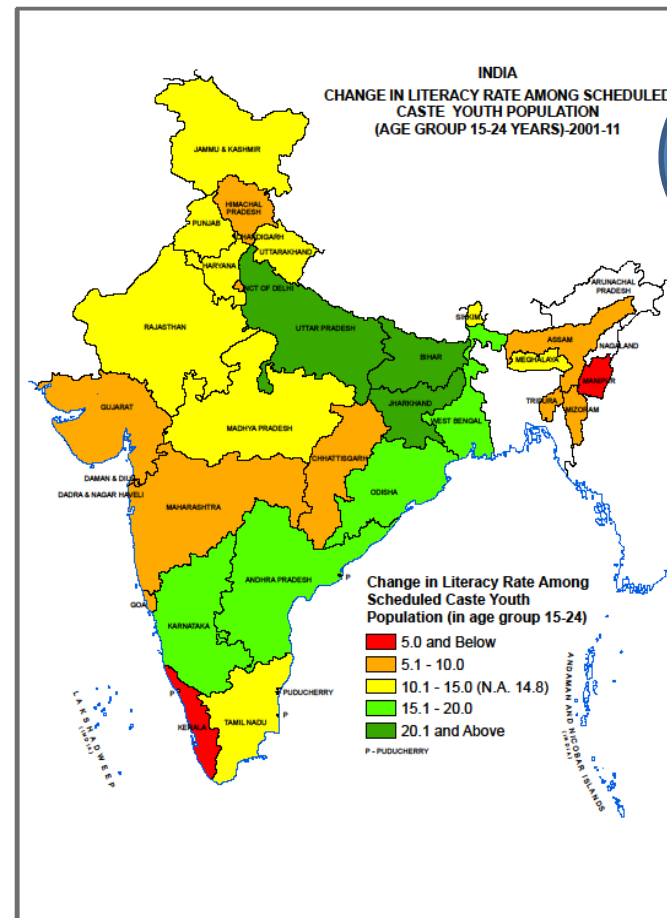 INDIA
CHANGE IN LITERACY RATE AMONG SCHEDULED
CASTE YOUTH POPULATION
(AGE GROUP 15-24 YEARS)-2001-11
JAMMU & KASHMIR
HIMACHAL
PRADESH
PUNJAB
CHANDIGARH
UTTARAKHAND
HARYANA
NCT OF DELHI
ARUNACHAL
PRADESH
RAJASTHAN
UTTAR PRADESH
SIKKIM
ASSAM
NAGALAND
BIHAR
MEGHALAYA
MANIPUR
GUJARAT
JHARKHAND
TRIPURA
MIZORAM
MADHYA PRADESH
WEST BENGAL
CHHATTISGARH
DAMAN & DIU
DADRA & NAGAR HAVELI
ODISHA
MAHARASHTRA
P
ANDHRA PRADESH
GOA
KARNATAKA
Change in Literacy Rate Among
Scheduled Caste Youth
Population (in age group 15-24)
5.0 and Below
5.1 - 10.0
10.1 - 15.0 (N.A. 14.8)
15.1 - 20.0
20.1 and Above
P - PUDUCHERRY
P
PUDUCHERRY
P
KERALA
TAMIL NADU
LAKSHADWEEP
(INDIA)
ANDAMAN AND NICOBAR ISLANDS
(INDIA)